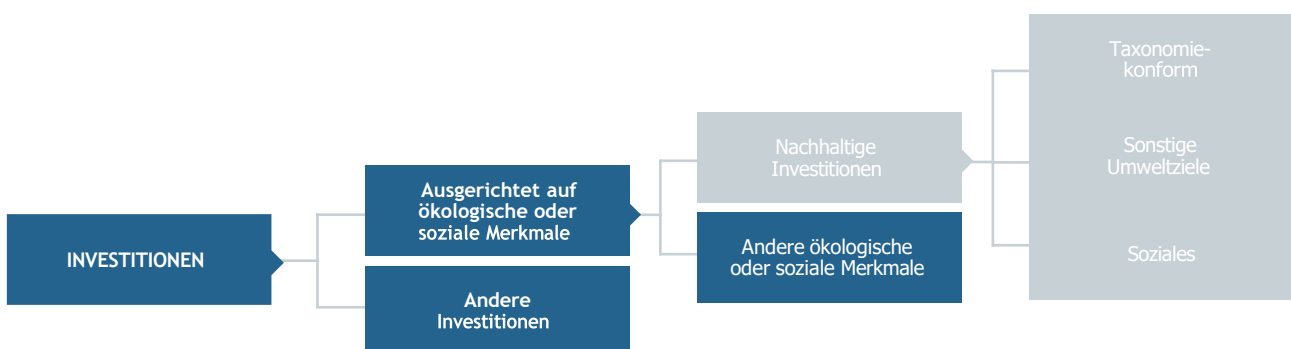 INVESTITIONEN
Ausgerichtet auf
ökologische oder
soziale Merkmale
Andere
Investitionen
Nachhaltige
Investitionen
Andere ökologische
oder soziale Merkmale
Taxonomie-
konform
Sonstige
Umweltziele
Soziales